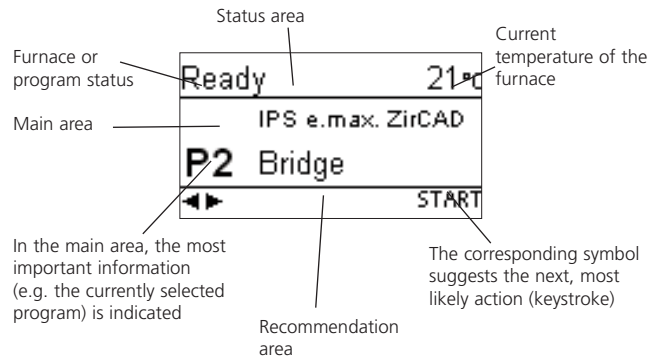 Status area
Furnace or
program status
Current
temperature of the
furnace
Ready 21°C
Main area
IPS e.max. ZirCAD
P2 Bridge
◀▶ START
In the main area, the most
important information
(e.g. the currently selected
program) is indicated
The corresponding symbol
suggests the next, most
likely action (keystroke)
Recommendation
area